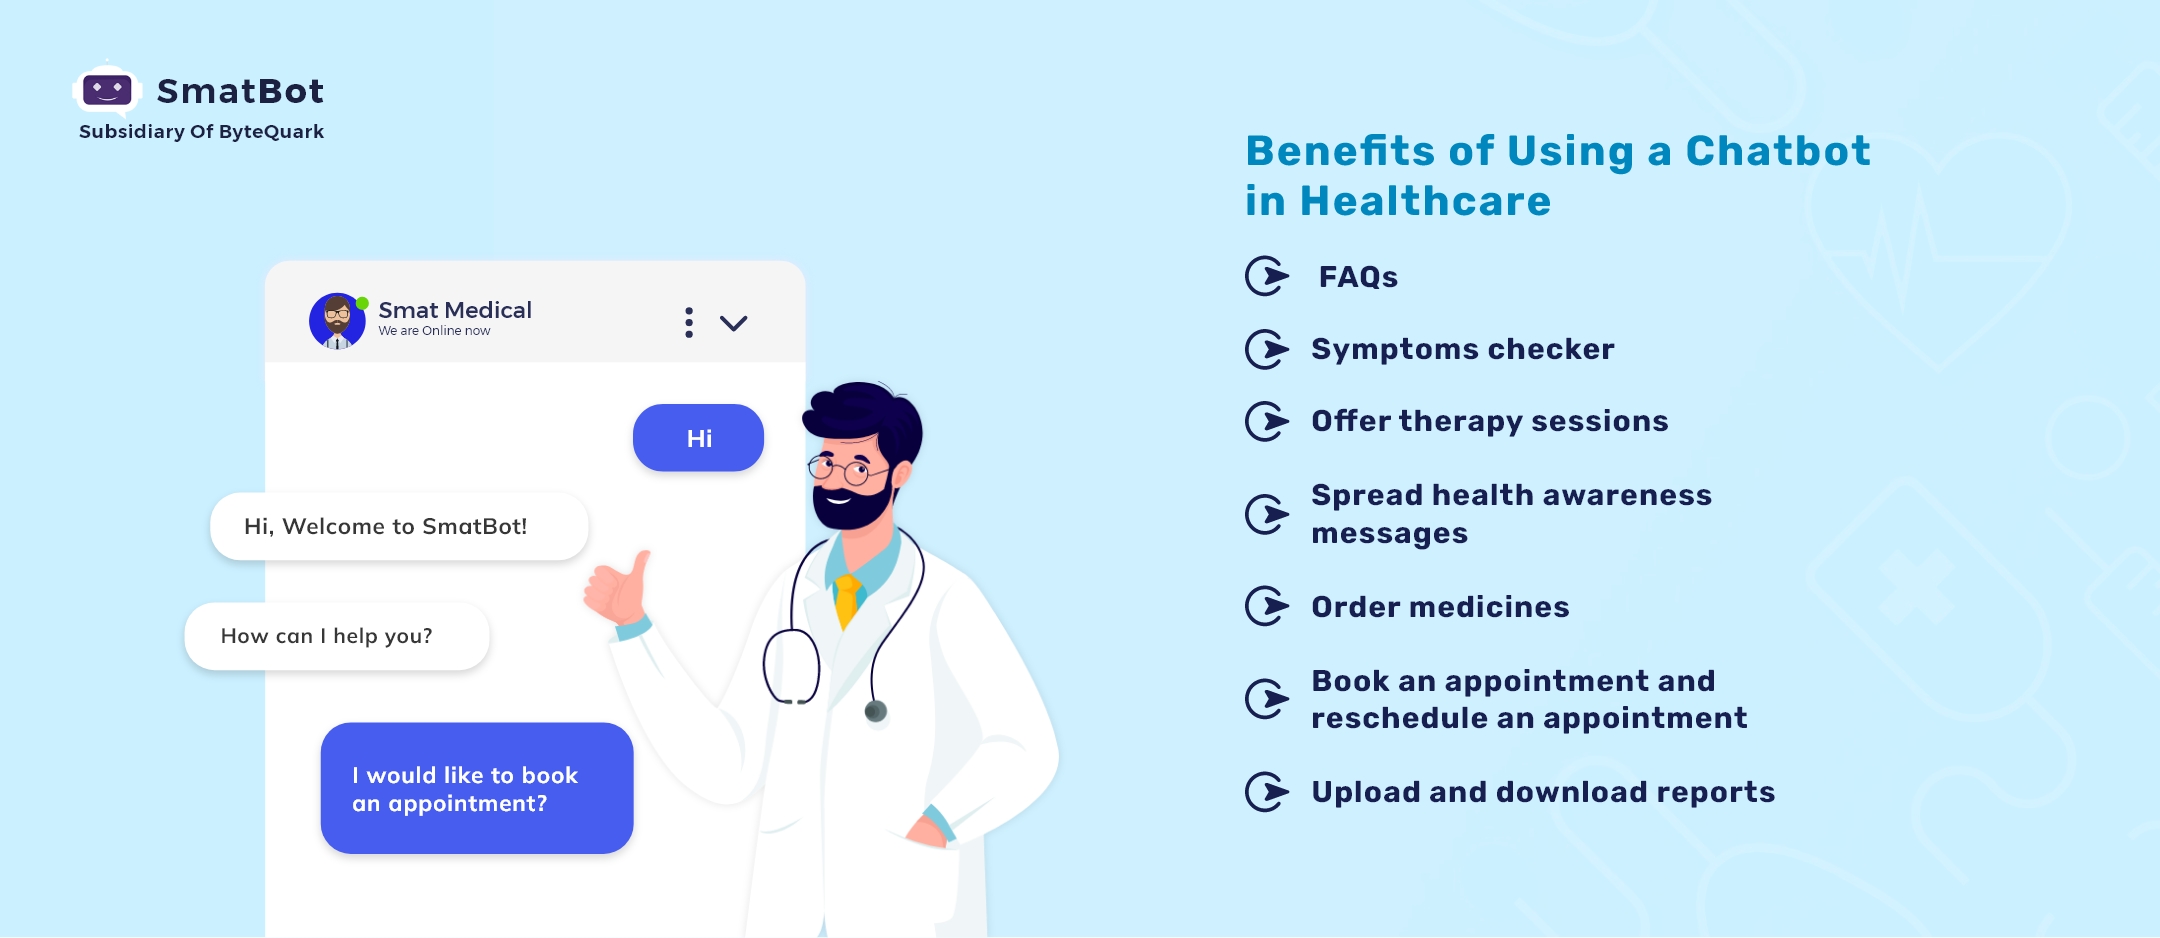 SmatBot
Subsidiary Of ByteQuark
Smat Medical
We are Online now
Hi
Hi, Welcome to SmatBot!
How can I help you?
I would like to book
an appointment?
Benefits of Using a Chatbot
in Healthcare
FAQs
Symptoms checker
Offer therapy sessions
Spread health awareness
messages
Order medicines
Book an appointment and
reschedule an appointment
Upload and download reports